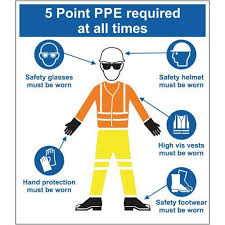 5 Point PPE required
at all times
Safety glasses
must be worn
Safety helmet
must be worn
High vis vests
must be worn
Hand protection
must be worn
Safety footwear
must be worn